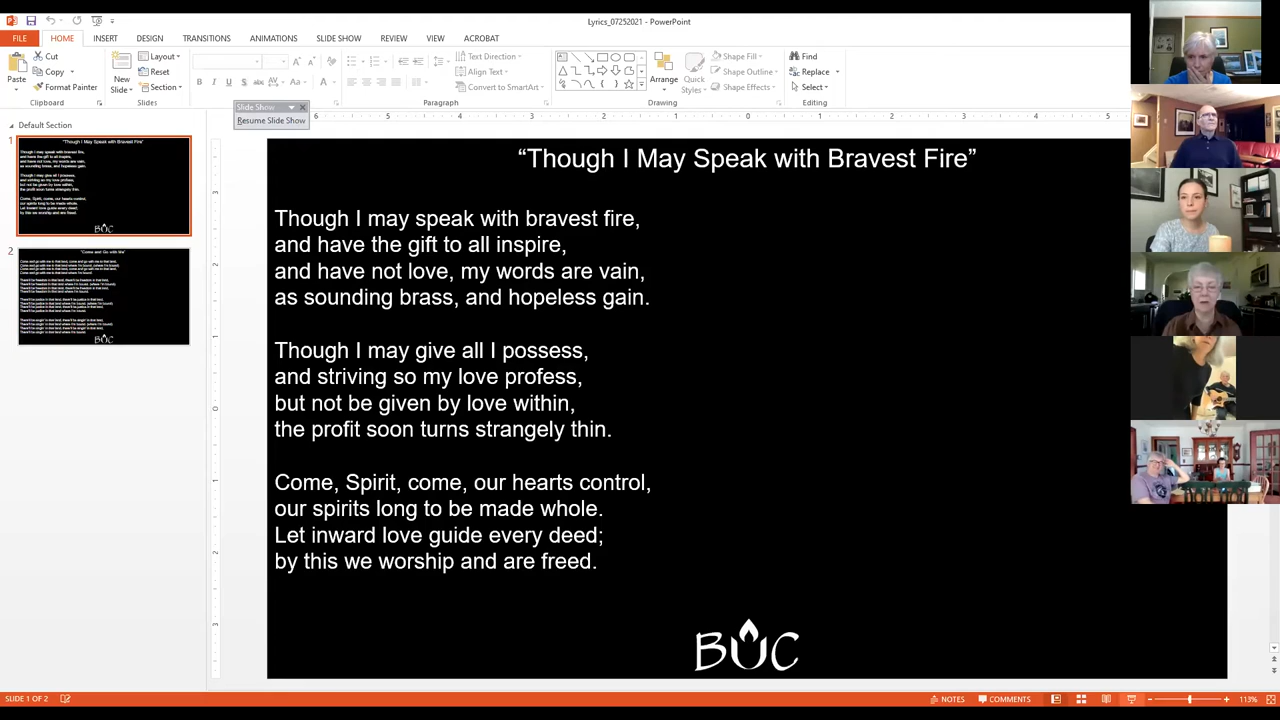 Lyrics_07252021 - PowerPoint
FILE HOME INSERT DESIGN TRANSITIONS ANIMATIONS SLIDE SHOW REVIEW VIEW ACROBAT
Paste
Cut
Copy
Format Painter
Clipboard
New Slide
Layout
Reset
Section
Slides
Paragraph
Text Direction
Align Text
Convert to SmartArt
Arrange
Quick Styles
Shape Fill
Shape Outline
Shape Effects
Drawing
Find
Replace
Select
Editing
Slide Show
Resume Slide Show
Default Section
1
2
“Though I May Speak with Bravest Fire”
Though I may speak with bravest fire,
and have the gift to all inspire,
and have not love, my words are vain,
as sounding brass, and hopeless gain.
Though I may give all I possess,
and striving so my love profess,
but not be given by love within,
the profit soon turns strangely thin.
Come, Spirit, come, our hearts control,
our spirits long to be made whole.
Let inward love guide every deed;
by this we worship and are freed.
BUC
SLIDE 1 OF 2
NOTES
COMMENTS
113%